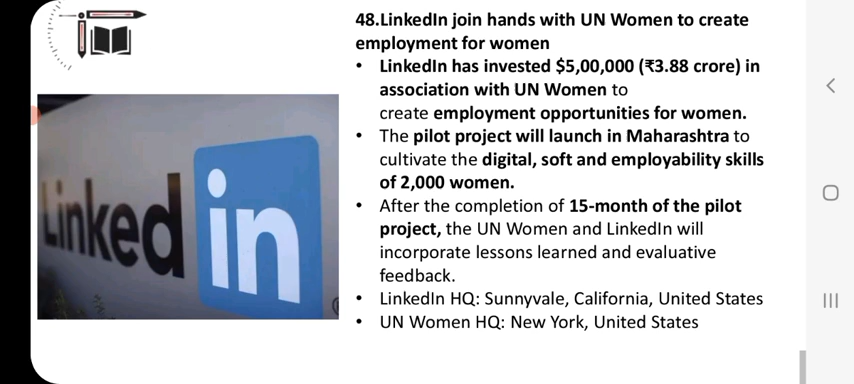 48.LinkedIn join hands with UN Women to create
employment for women
• LinkedIn has invested $5,00,000 (₹3.88 crore) in
association with UN Women to
create employment opportunities for women.
• The pilot project will launch in Maharashtra to
cultivate the digital, soft and employability skills
of 2,000 women.
• After the completion of 15-month of the pilot
project, the UN Women and LinkedIn will
incorporate lessons learned and evaluative
feedback.
• LinkedIn HQ: Sunnyvale, California, United States
• UN Women HQ: New York, United States
Linked in